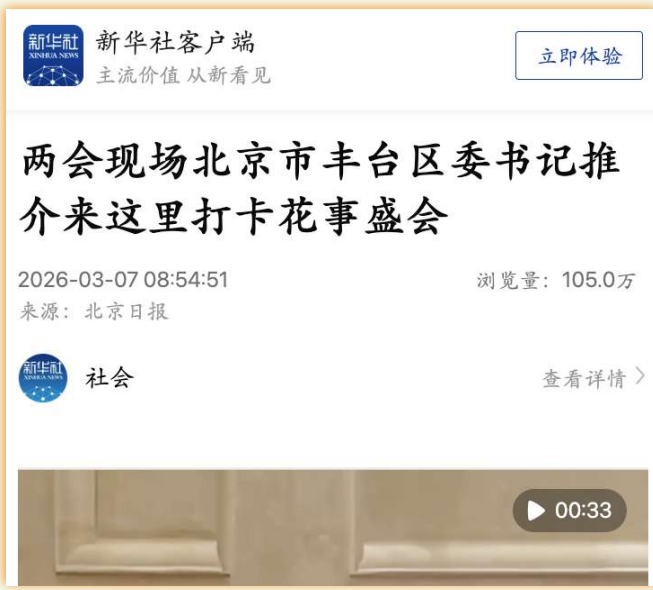 新华社
XINHUA NEWS
新华社客户端
主流价值 从新看见
立即体验
两会现场北京市丰台区委书记推
介来这里打卡花事盛会
2026-03-07 08:54:51
浏览量：105.0万
来源：北京日报
新华社
XINHUA NEWS
社会
查看详情
00:33